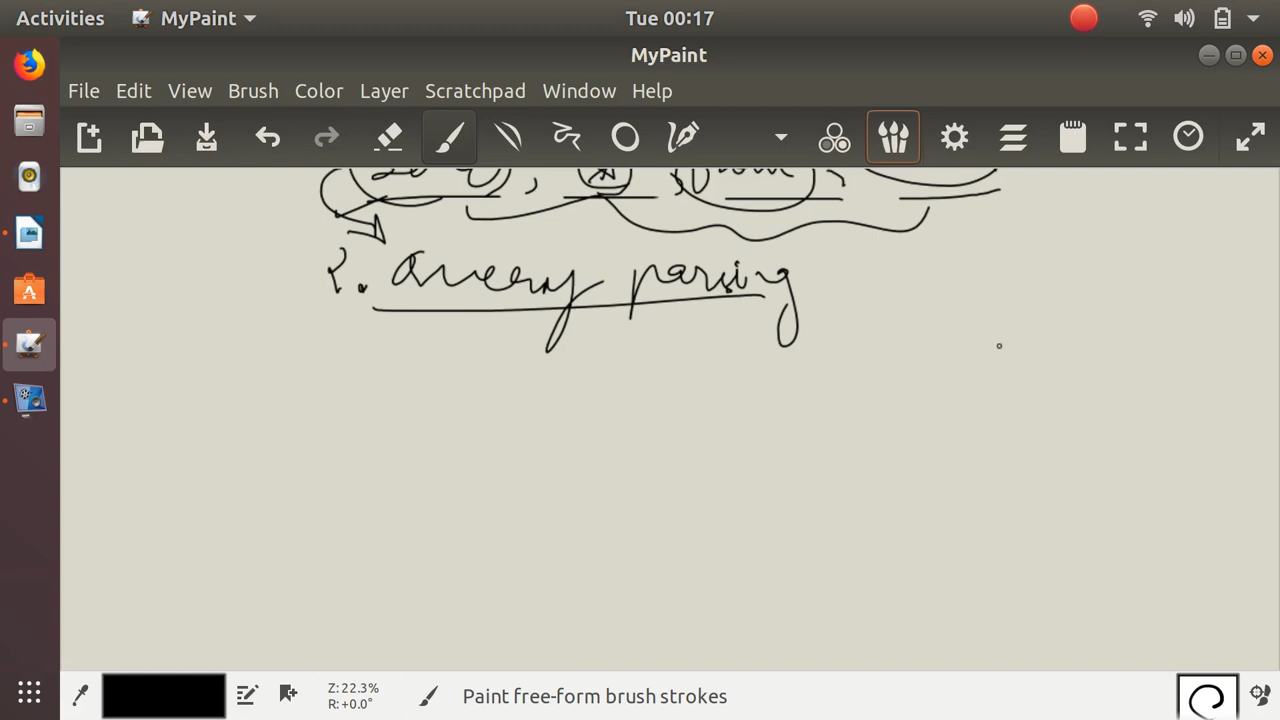 Activities MyPaint Tue 00:17
MyPaint
File Edit View Brush Color Layer Scratchpad Window Help
, * , from ,
2. Query parsing
Z: 22.3% Paint free-form brush strokes
R: +0.0°